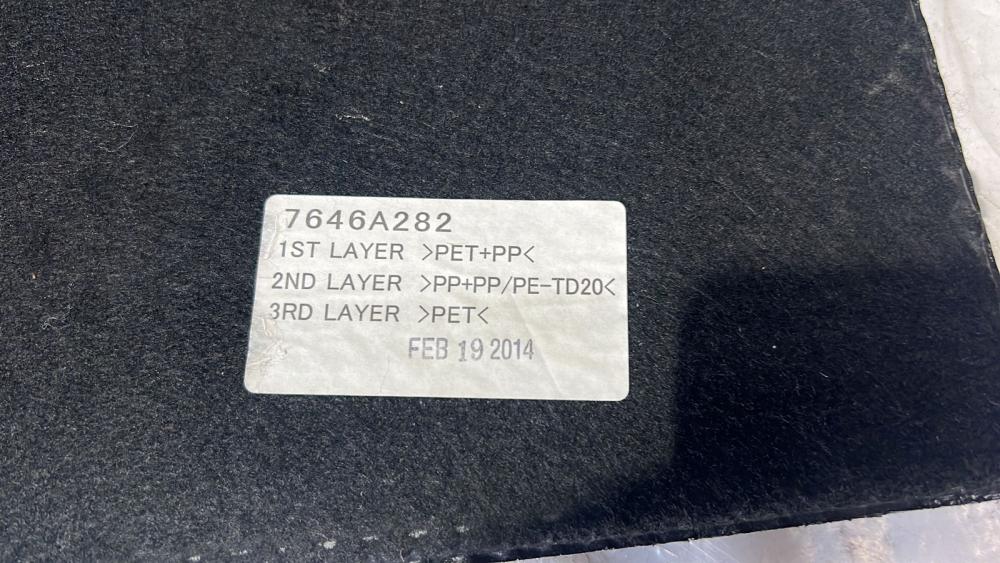 7646A282
1ST LAYER >PET+PP<
2ND LAYER >PP+PP/PE-TD20<
3RD LAYER >PET<
FEB 19 2014